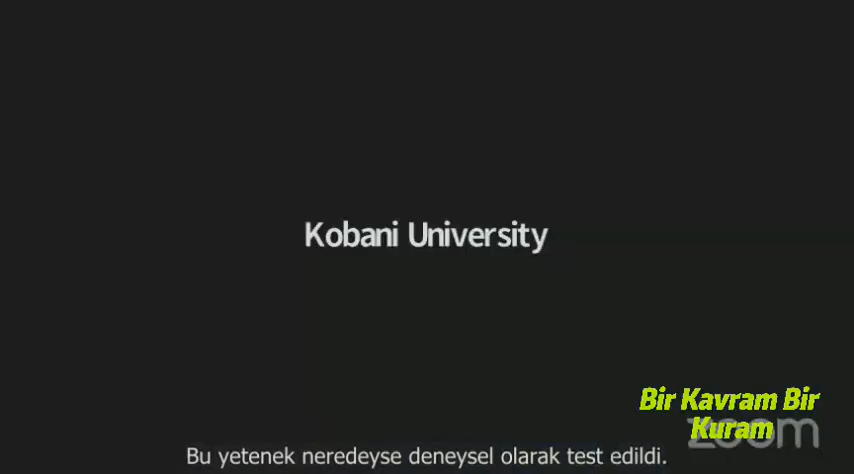 Kobani University
Bir Kavram Bir
Kuram
zoom
Bu yetenek neredeyse deneysel olarak test edildi.